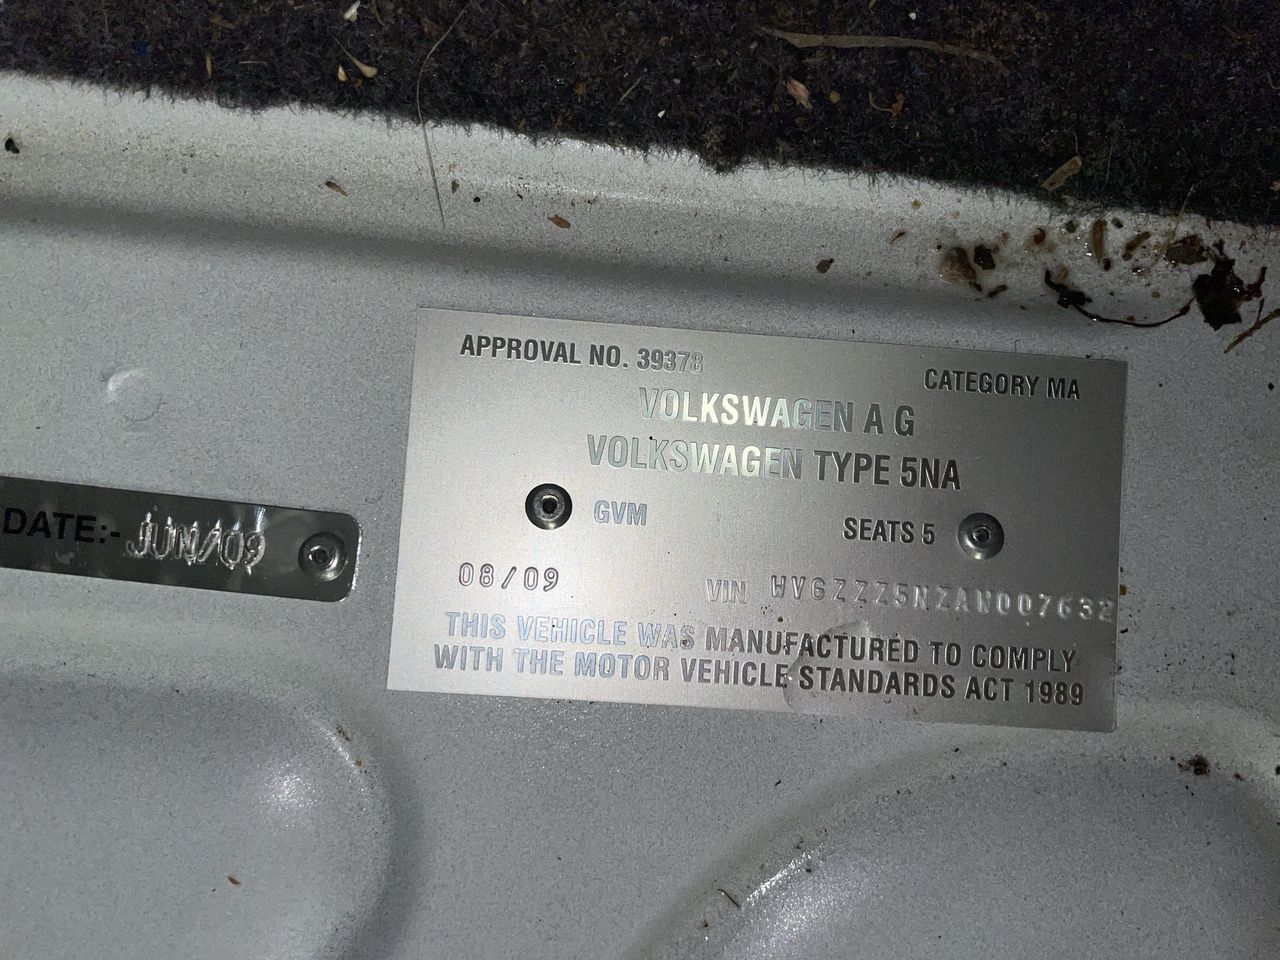 APPROVAL NO. 39378
CATEGORY MA
VOLKSWAGEN A G
VOLKSWAGEN TYPE 5NA
GVM
SEATS 5
08/09
VIN WVGZZZ5NZAW007632
THIS VEHICLE WAS MANUFACTURED TO COMPLY
WITH THE MOTOR VEHICLE STANDARDS ACT 1989
DATE:- JUN/09